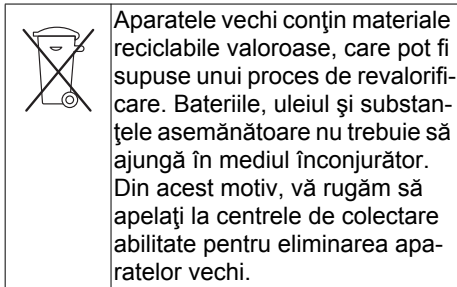 Aparatele vechi conţin materiale
reciclabile valoroase, care pot fi
supuse unui proces de revalorifi-
care. Bateriile, uleiul şi substan-
ţele asemănătoare nu trebuie să
ajungă în mediul înconjurător.
Din acest motiv, vă rugăm să
apelaţi la centrele de colectare
abilitate pentru eliminarea apa-
ratelor vechi.